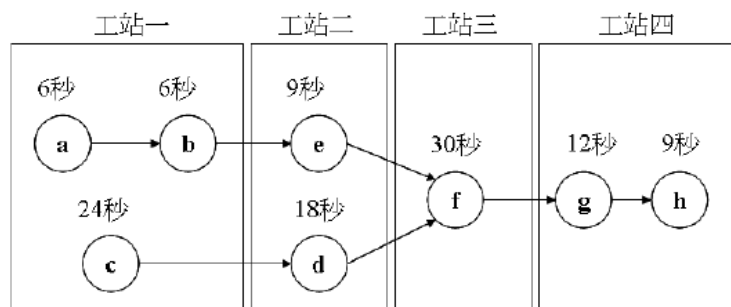 工站一 工站二 工站三 工站四
6秒 6秒 9秒
a b e
30秒 12秒 9秒
f g h
24秒 18秒
c d